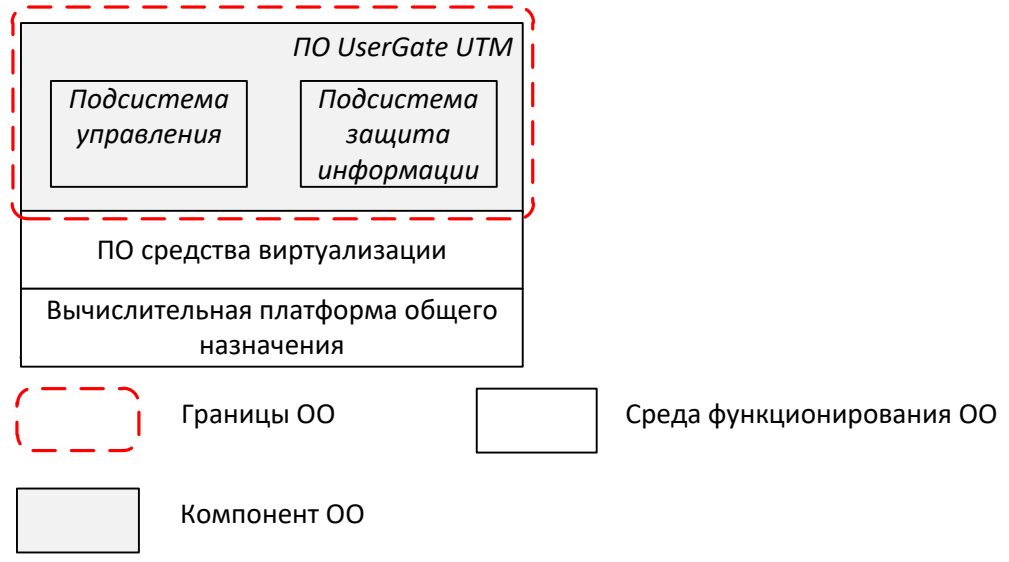 ПО UserGate UTM
Подсистема
управления
Подсистема
защита
информации
ПО средства виртуализации
Вычислительная платформа общего
назначения
Границы ОО
Среда функционирования ОО
Компонент ОО